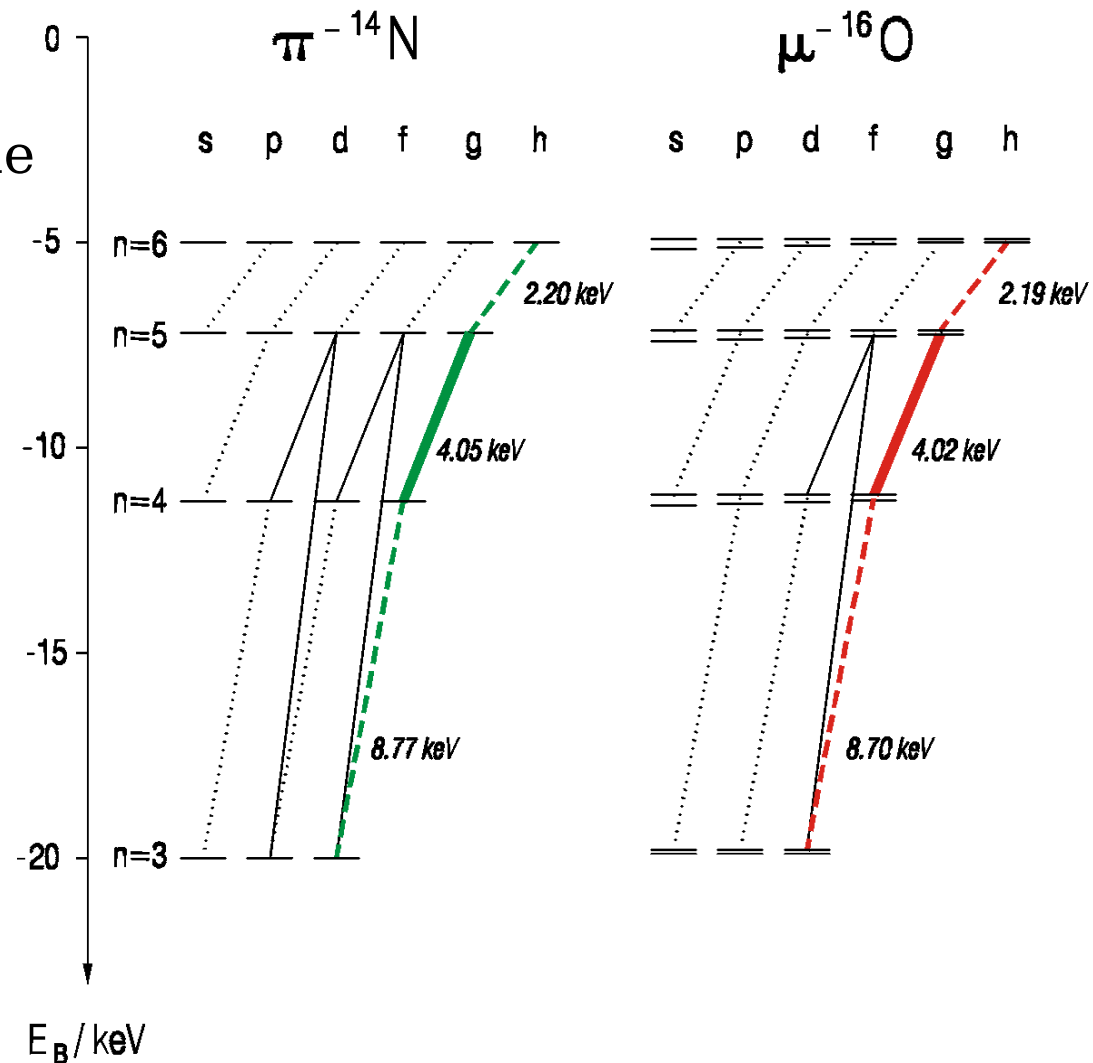 0 π⁻¹⁴N μ⁻¹⁶O
s p d f g h s p d f g h
-5 n=6
2.20 keV 2.19 keV
n=5
-10 4.05 keV 4.02 keV
n=4
-15
8.77 keV 8.70 keV
-20 n=3
E_B / keV